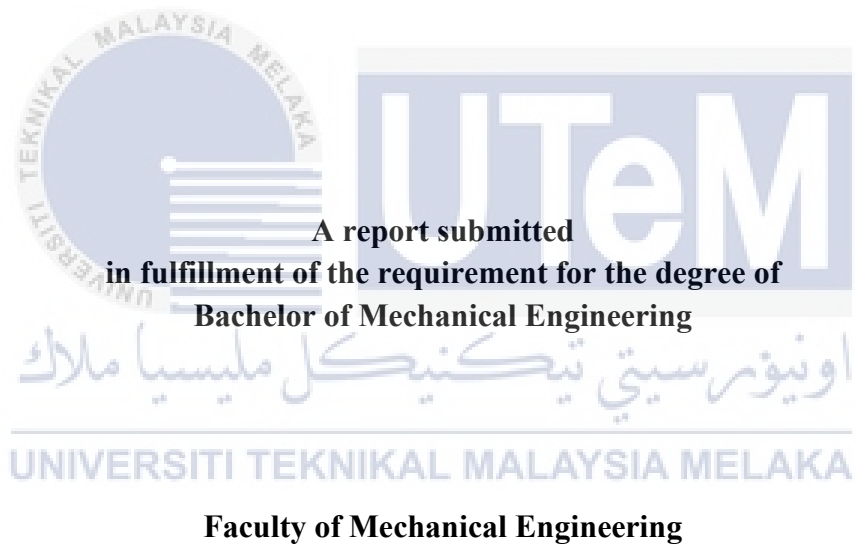 UNIVERSITI TEKNIKAL MALAYSIA MELAKA
UTeM
A report submitted
in fulfillment of the requirement for the degree of
Bachelor of Mechanical Engineering
اونيۏرسيتي تيكنيكل مليسيا ملاك
UNIVERSITI TEKNIKAL MALAYSIA MELAKA
Faculty of Mechanical Engineering